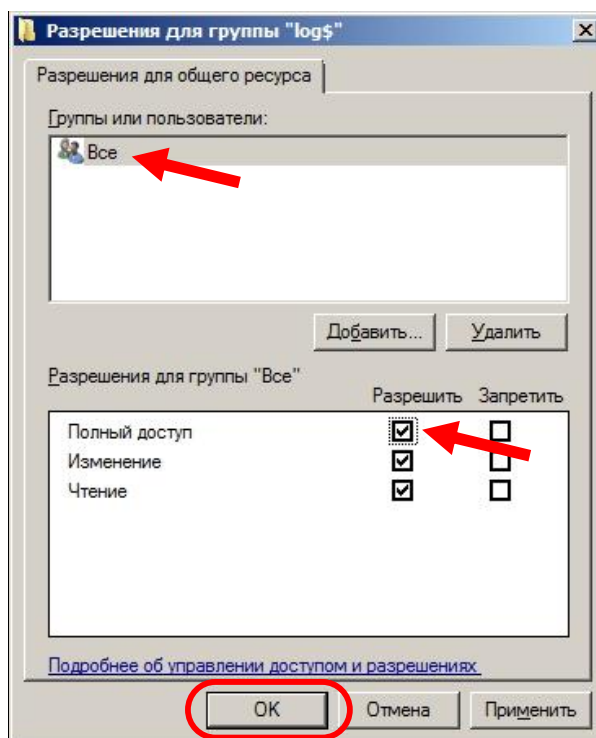 Разрешения для группы "log$"
Разрешения для общего ресурса
Группы или пользователи:
Все
Добавить... Удалить
Разрешения для группы "Все"
Разрешить Запретить
Полный доступ
Изменение
Чтение
Подробнее об управлении доступом и разрешениях
OK Отмена Применить